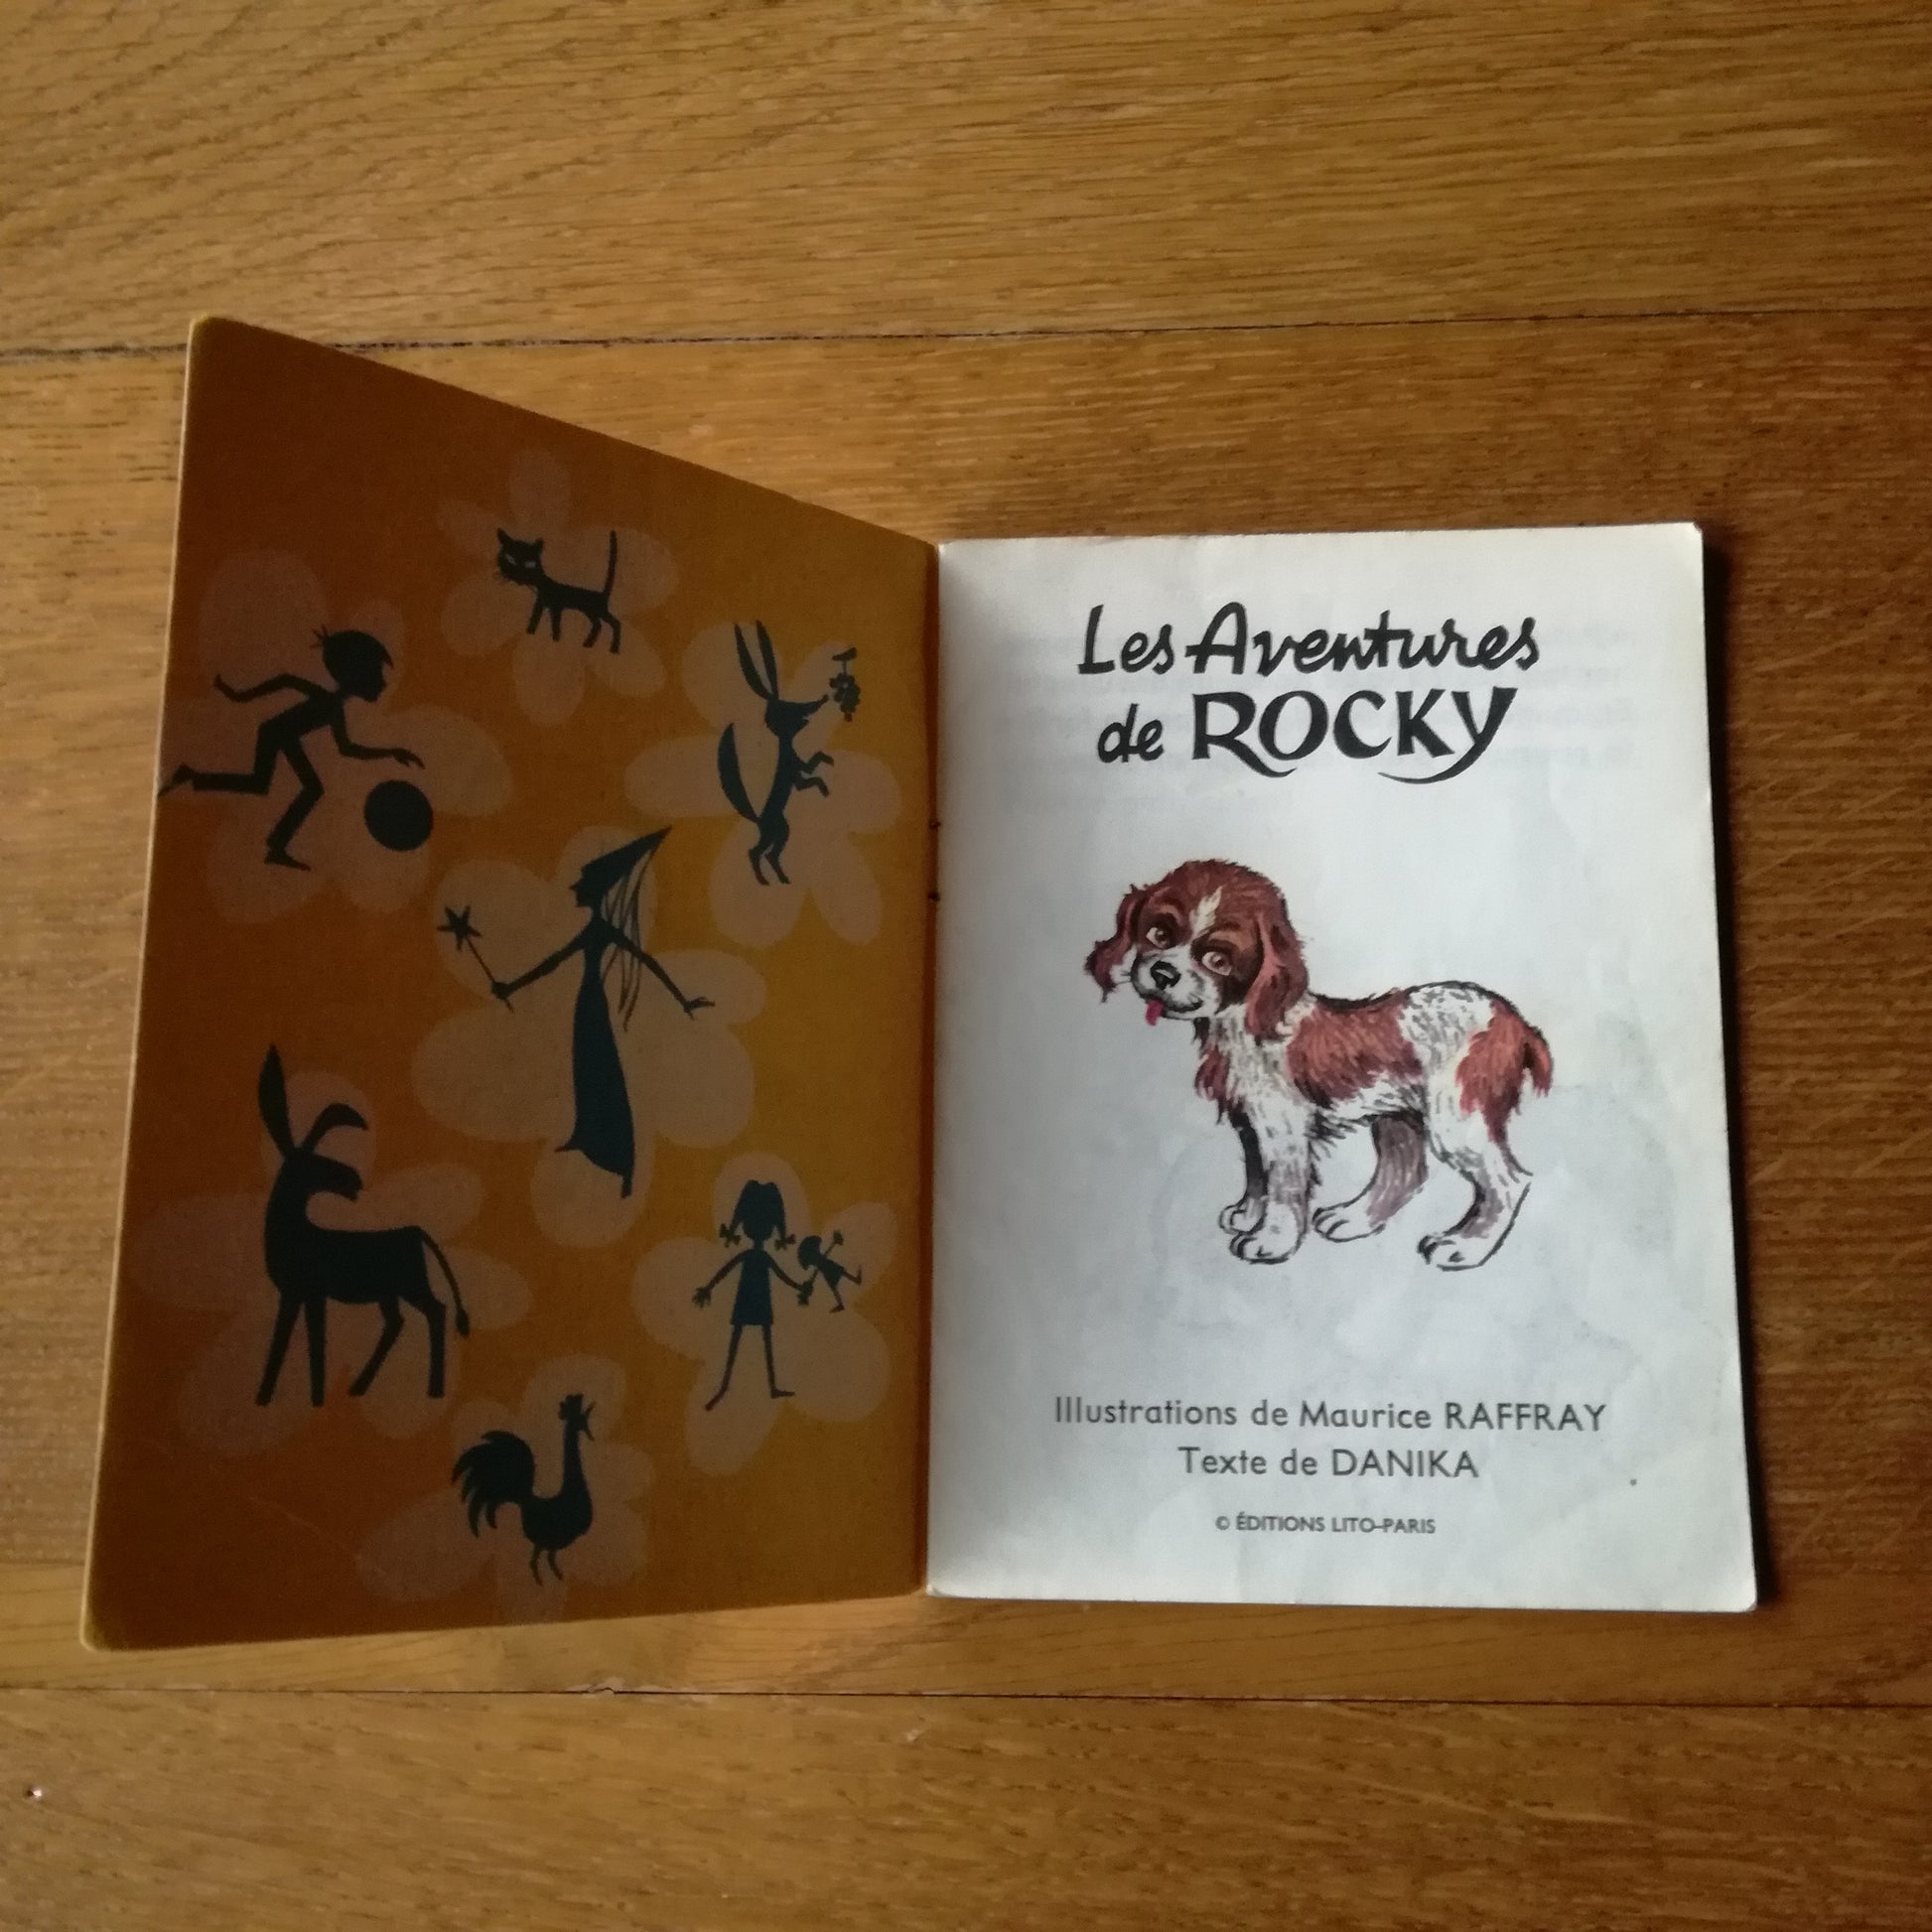 Les Aventures
de ROCKY
Illustrations de Maurice RAFFRAY
Texte de DANIKA
© ÉDITIONS LITO-PARIS